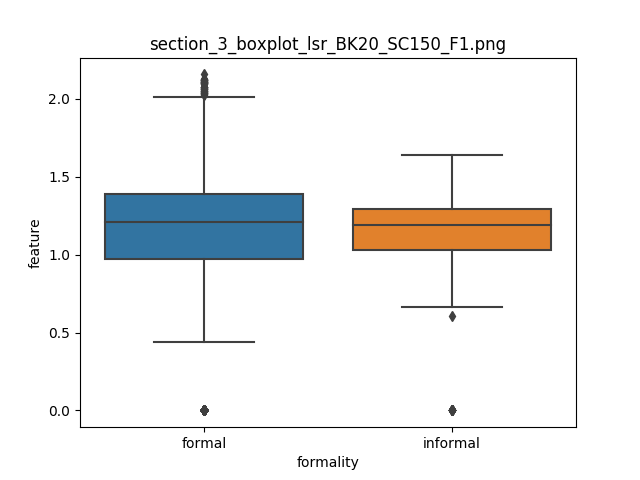 section_3_boxplot_lsr_BK20_SC150_F1.png
2.0
1.5
1.0
0.5
0.0
feature
formal informal
formality